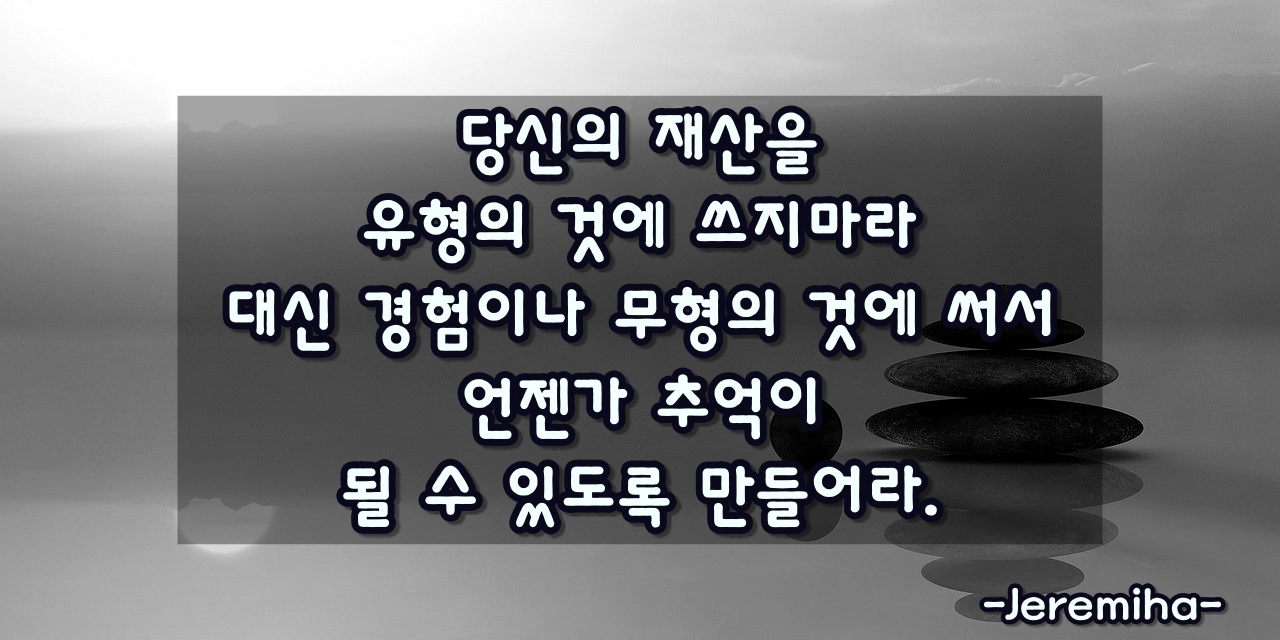 당신의 재산을
유형의 것에 쓰지마라
대신 경험이나 무형의 것에 써서
언젠가 추억이
될 수 있도록 만들어라.
-Jeremiha-